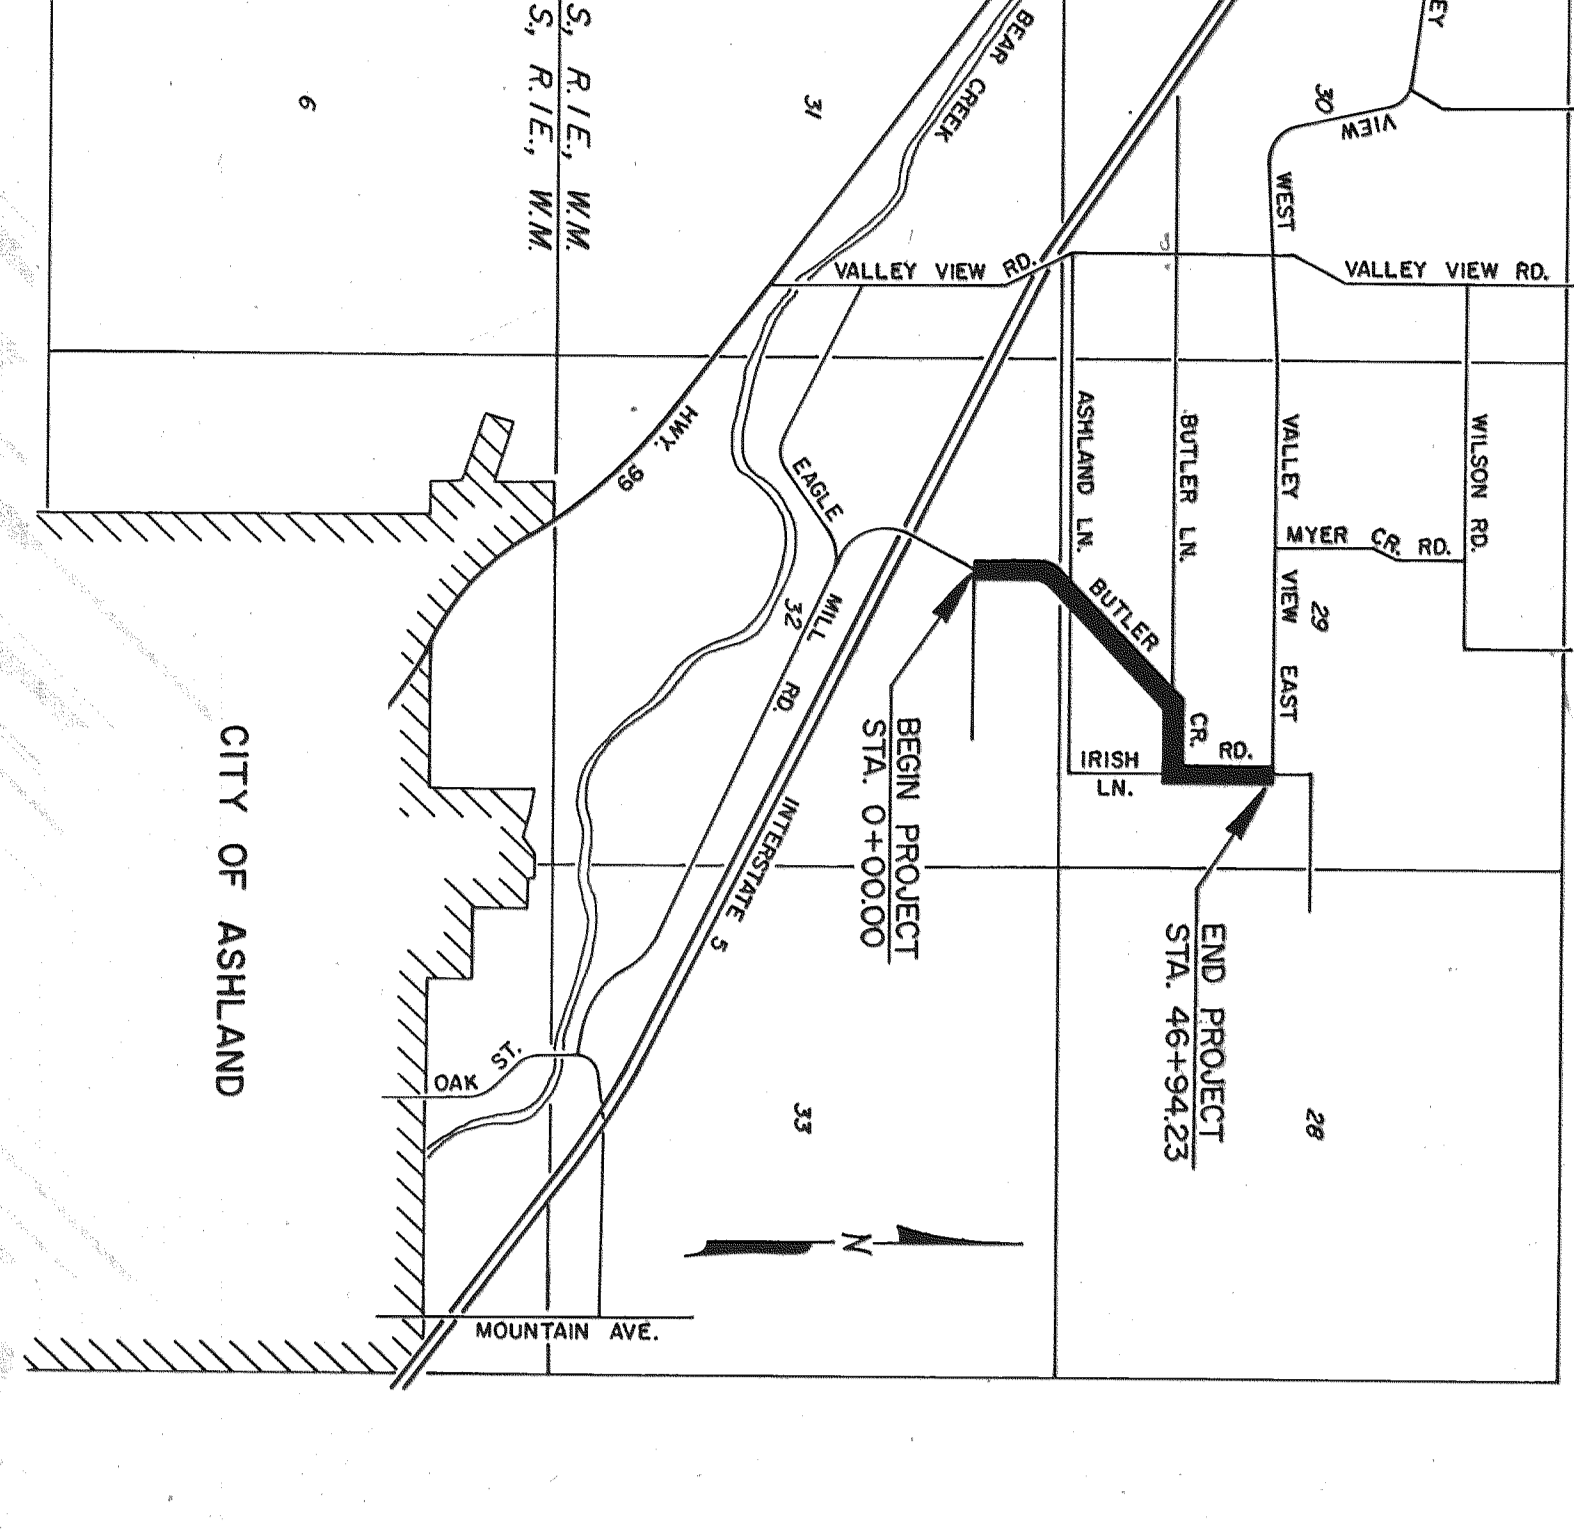 S., R.1E., W.M.
S., R.1E., W.M.
6
31
30
BEAR CREEK
EY
VIEW
WEST
VALLEY VIEW RD.
VALLEY VIEW RD.
HWY. 99
EAGLE
MILL
RD.
32
ASHLAND LN.
BUTLER LN.
VALLEY
VIEW EAST
WILSON RD.
MYER CR. RD.
29
BUTLER
CR.
RD.
IRISH
LN.
BEGIN PROJECT
STA. 0+00.00
END PROJECT
STA. 46+94.23
INTERSTATE 5
CITY OF ASHLAND
OAK ST.
33
28
N
MOUNTAIN AVE.